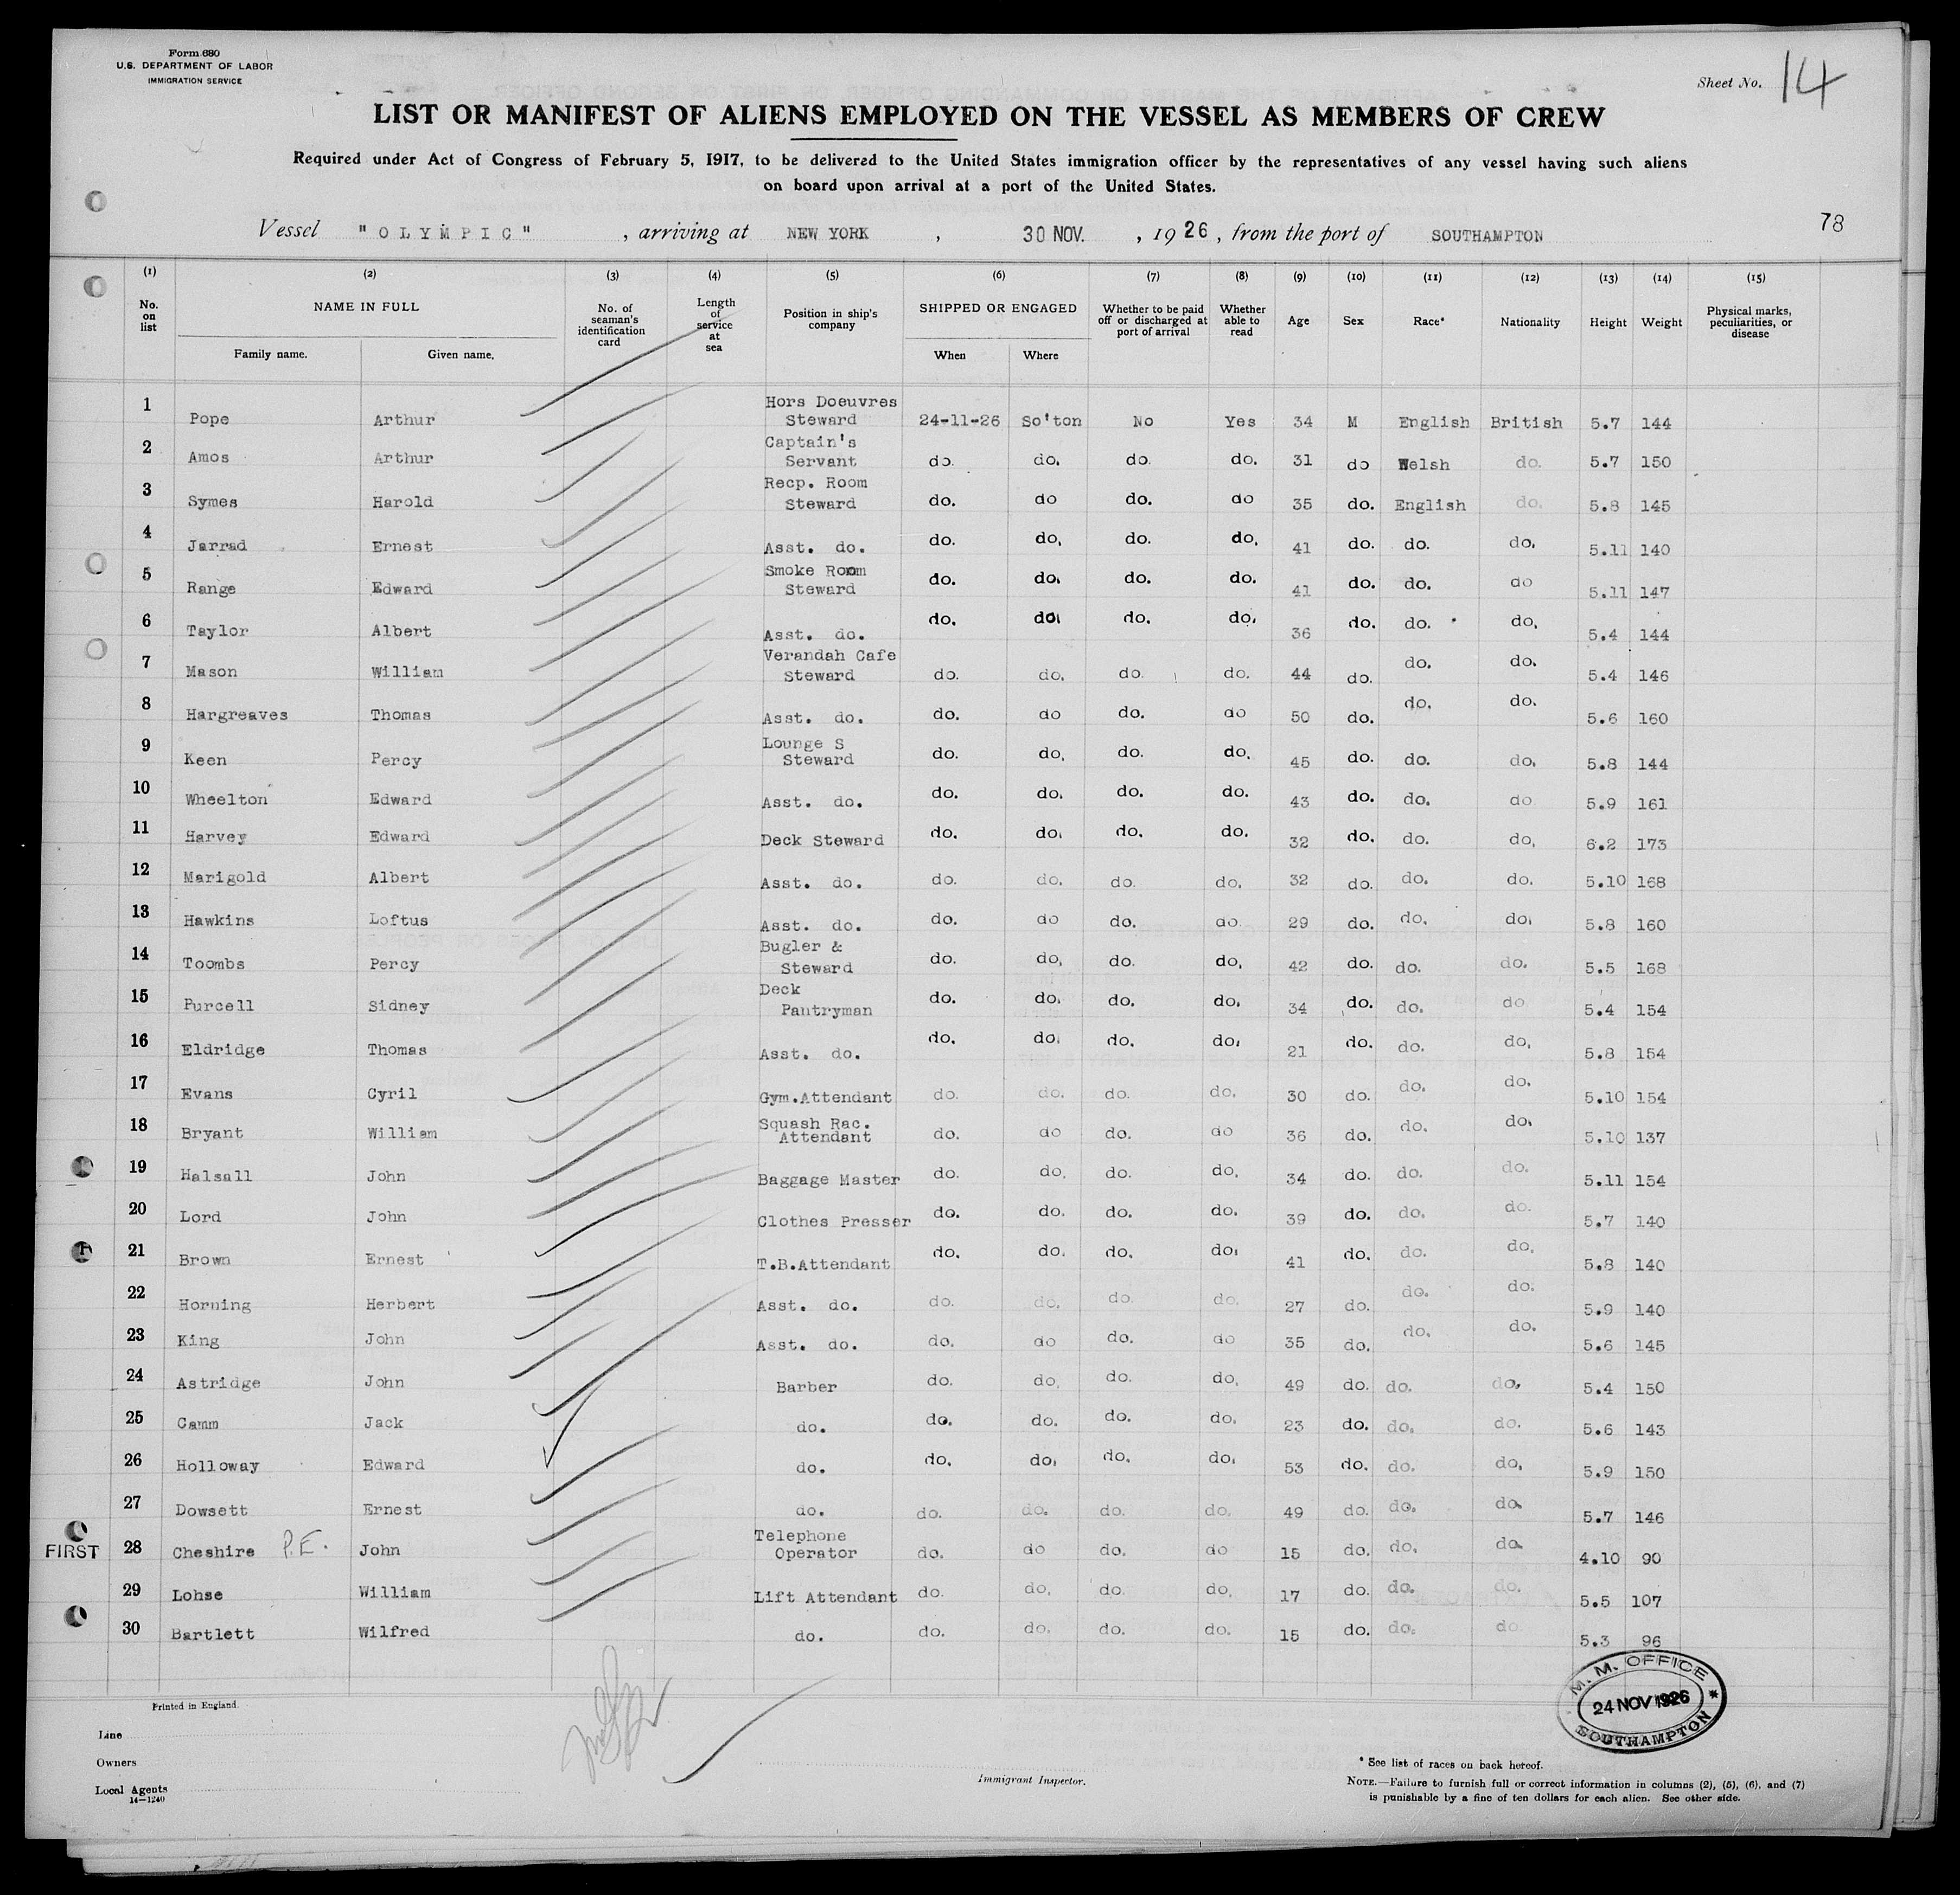 Form 680
U.S. DEPARTMENT OF LABOR
IMMIGRATION SERVICE
Sheet No. 14
LIST OR MANIFEST OF ALIENS EMPLOYED ON THE VESSEL AS MEMBERS OF CREW
Required under Act of Congress of February 5, 1917, to be delivered to the United States immigration officer by the representatives of any vessel having such aliens
on board upon arrival at a port of the United States.
Vessel "OLYMPIC", arriving at NEW YORK, 30 NOV., 1926, from the port of SOUTHAMPTON
78
(1) (2) (3) (4) (5) (6) (7) (8) (9) (10) (11) (12) (13) (14) (15)
No. on list NAME IN FULL No. of seaman's identification card Length of service at sea Position in ship's company SHIPPED OR ENGAGED Whether to be paid off or discharged at port of arrival Whether able to read Age Sex Race* Nationality Height Weight Physical marks, peculiarities, or disease
Family name. Given name. When Where
1 Pope Arthur Hors Doeuvres Steward 24-11-26 So'ton No Yes 34 M English British 5.7 144
2 Amos Arthur Captain's Servant do. do. do. do. 31 do Welsh do. 5.7 150
3 Symes Harold Recp. Room Steward do. do do. do 35 do. English do. 5.8 145
4 Jarrad Ernest Asst. do. do. do. do. do. 41 do. do. do. 5.11 140
5 Range Edward Smoke Room Steward do. do. do. do. 41 do. do. do 5.11 147
6 Taylor Albert Asst. do. do. do. do. do. 36 do. do. do. 5.4 144
7 Mason William Verandah Cafe Steward do. do. do. do. 44 do. do. do. 5.4 146
8 Hargreaves Thomas Asst. do. do. do do. do 50 do. do. do. 5.6 160
9 Keen Percy Lounge S Steward do. do. do. do. 45 do. do. do. 5.8 144
10 Wheelton Edward Asst. do. do. do. do. do. 43 do. do. do 5.9 161
11 Harvey Edward Deck Steward do. do. do. do. 32 do. do. do. 6.2 173
12 Marigold Albert Asst. do. do. do. do. do. 32 do. do. do. 5.10 168
13 Hawkins Loftus Asst. do. do. do do. do. 29 do. do. do. 5.8 160
14 Toombs Percy Bugler & Steward do. do. do. do. 42 do. do. do. 5.5 168
15 Purcell Sidney Deck Pantryman do. do. do. do. 34 do. do. do 5.4 154
16 Eldridge Thomas Asst. do. do. do. do. do. 21 do. do. do. 5.8 154
17 Evans Cyril Gym.Attendant do. do. do. do. 30 do. do. do. 5.10 154
18 Bryant William Squash Rac. Attendant do. do do. do 36 do. do. do. 5.10 137
19 Halsall John Baggage Master do. do. do. do. 34 do. do. do. 5.11 154
20 Lord John Clothes Presser do. do. do. do. 39 do. do. do. 5.7 140
21 Brown Ernest T.B.Attendant do. do. do. do. 41 do. do. do. 5.8 140
22 Horning Herbert Asst. do. do. do. do. do. 27 do. do. do. 5.9 140
23 King John Asst. do. do. do do. do 35 do. do. do. 5.6 145
24 Astridge John Barber do. do. do. do. 49 do. do. do. 5.4 150
25 Camm Jack do. do. do. do. do. 23 do. do. do. 5.6 143
26 Holloway Edward do. do. do. do. do. 53 do. do. do. 5.9 150
27 Dowsett Ernest do. do. do. do. do. 49 do. do. do. 5.7 146
FIRST 28 Cheshire P.E. John Telephone Operator do. do do. do 15 do. do. do. 4.10 90
29 Lohse William Lift Attendant do. do. do. do. 17 do. do. do. 5.5 107
30 Bartlett Wilfred do. do. do. do. do. 15 do. do. do 5.3 96
M. M. OFFICE
24 NOV 1926
SOUTHAMPTON
Printed in England.
Line
Owners
Local Agents
14—1240
Immigrant Inspector.
* See list of races on back hereof.
NOTE.—Failure to furnish full or correct information in columns (2), (5), (6), and (7)
is punishable by a fine of ten dollars for each alien. See other side.